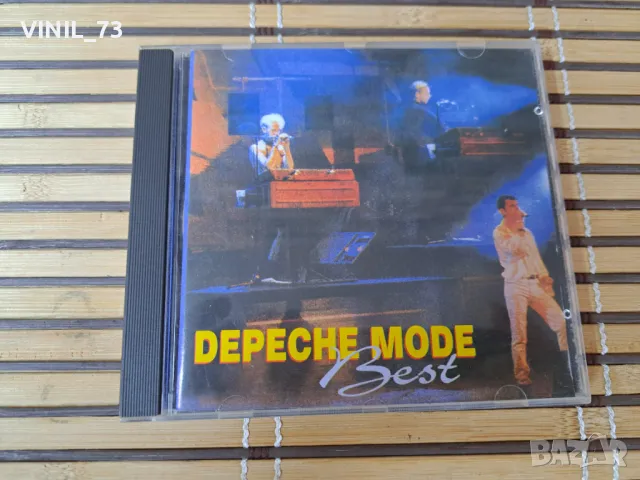 VINIL_73
DEPECHE MODE
Best
BAZAR